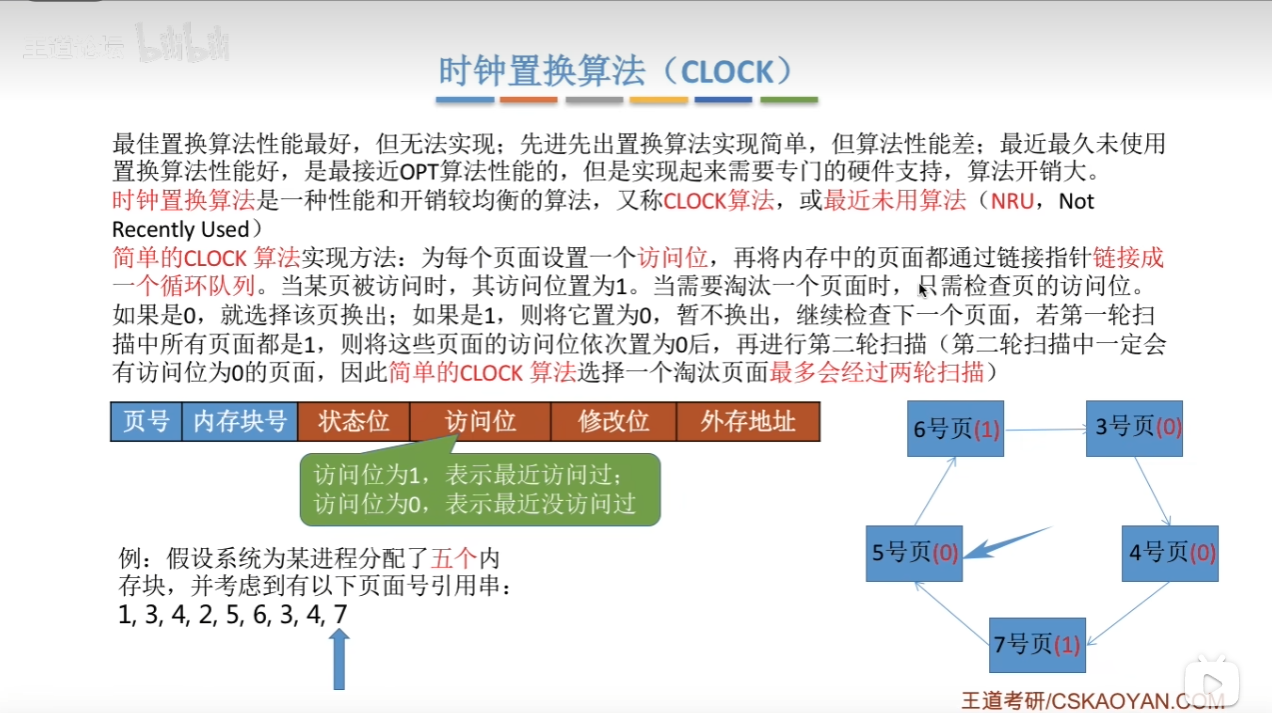 王道论坛 bilibili
时钟置换算法（CLOCK）
最佳置换算法性能最好，但无法实现；先进先出置换算法实现简单，但算法性能差；最近最久未使用
置换算法性能好，是最接近OPT算法性能的，但是实现起来需要专门的硬件支持，算法开销大。
时钟置换算法是一种性能和开销较均衡的算法，又称CLOCK算法，或最近未用算法（NRU，Not
Recently Used）
简单的CLOCK 算法实现方法：为每个页面设置一个访问位，再将内存中的页面都通过链接指针链接成
一个循环队列。当某页被访问时，其访问位置为1。当需要淘汰一个页面时，只需检查页的访问位。
如果是0，就选择该页换出；如果是1，则将它置为0，暂不换出，继续检查下一个页面，若第一轮扫
描中所有页面都是1，则将这些页面的访问位依次置为0后，再进行第二轮扫描（第二轮扫描中一定会
有访问位为0的页面，因此简单的CLOCK 算法选择一个淘汰页面最多会经过两轮扫描）
页号 内存块号 状态位 访问位 修改位 外存地址
访问位为1，表示最近访问过；
访问位为0，表示最近没访问过
例：假设系统为某进程分配了五个内
存块，并考虑到有以下页面号引用串：
1, 3, 4, 2, 5, 6, 3, 4, 7
6号页(1)
3号页(0)
5号页(0)
4号页(0)
7号页(1)
王道考研/CSKAOYAN.COM